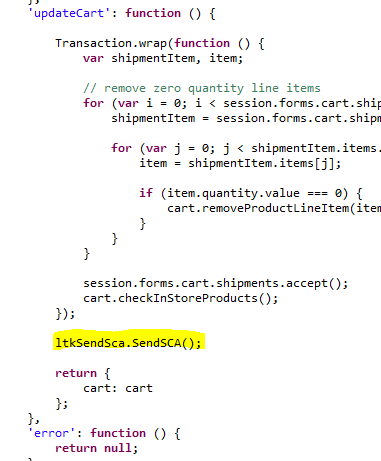 'updateCart': function () {
Transaction.wrap(function () {
var shipmentItem, item;
// remove zero quantity line items
for (var i = 0; i < session.forms.cart.ship
shipmentItem = session.forms.cart.shipm
for (var j = 0; j < shipmentItem.items.
item = shipmentItem.items[j];
if (item.quantity.value === 0) {
cart.removeProductLineItem(item
}
}
}
session.forms.cart.shipments.accept();
cart.checkInStoreProducts();
});
ltkSendSca.SendSCA();
return {
cart: cart
};
},
'error': function () {
return null;